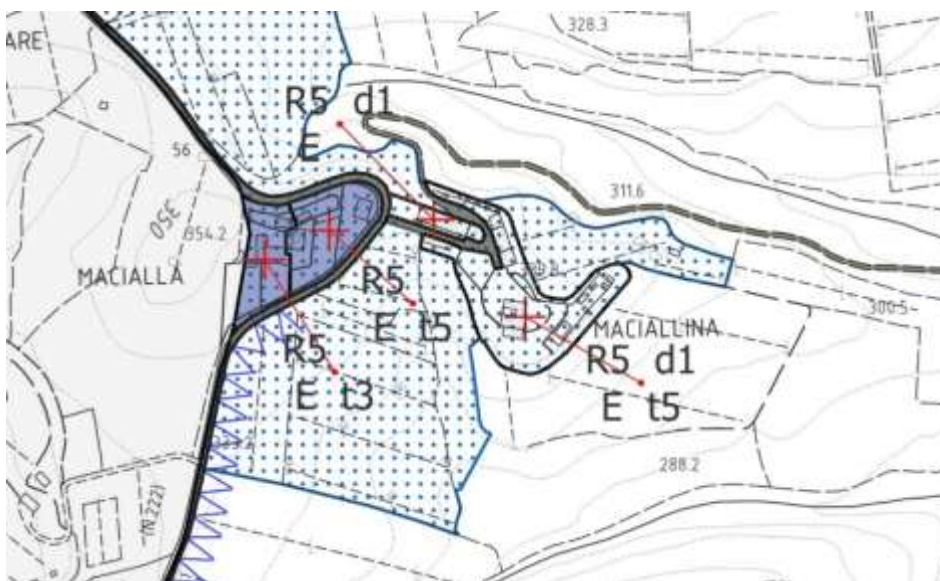 ARE
328.3
R5 d1
E
56
311.6
350
354.2
MACIALLA
R5
E t5
300.5
MACIALLINA
R5
E t3
R5 d1
E t5
288.2